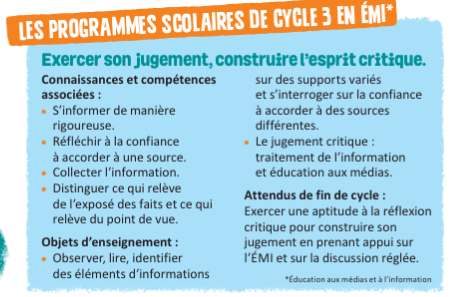 LES PROGRAMMES SCOLAIRES DE CYCLE 3 EN ÉMI*
Exercer son jugement, construire l'esprit critique.
Connaissances et compétences
associées :
• S'informer de manière
rigoureuse.
• Réfléchir à la confiance
à accorder à une source.
• Collecter l'information.
• Distinguer ce qui relève
de l'exposé des faits et ce qui
relève du point de vue.
Objets d'enseignement :
• Observer, lire, identifier
des éléments d'informations
sur des supports variés
et s'interroger sur la confiance
à accorder à des sources
différentes.
• Le jugement critique :
traitement de l'information
et éducation aux médias.
Attendus de fin de cycle :
Exercer une aptitude à la réflexion
critique pour construire son
jugement en prenant appui sur
l'ÉMI et sur la discussion réglée.
*Éducation aux médias et à l'information